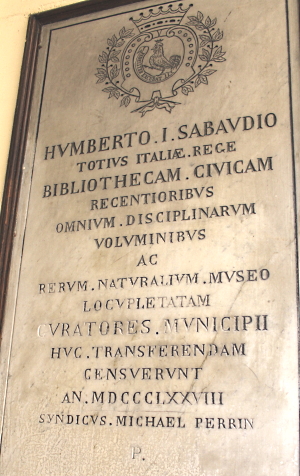 HVMBERTO . I. SABAVDIO
TOTIVS ITALIÆ . REGE
BIBLIOTHECAM . CIVICAM
RECENTIORIBVS
OMNIVM . DISCIPLINARVM
VOLVMINIBVS
AC
RERVM . NATVRALIVM . MVSEO
LOCVPLETATAM
CVRATORES . MVNICIPII
HVC . TRANSFERENDAM
CENSVERVNT
AN. MDCCCLXXVIII
SYNDICVS. MICHAEL PERRIN
P.